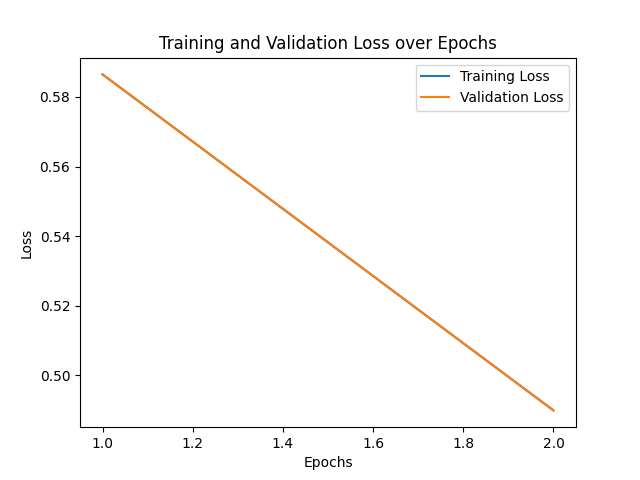 Training and Validation Loss over Epochs
Training Loss
Validation Loss
0.58
0.56
0.54
0.52
0.50
Loss
1.0 1.2 1.4 1.6 1.8 2.0
Epochs